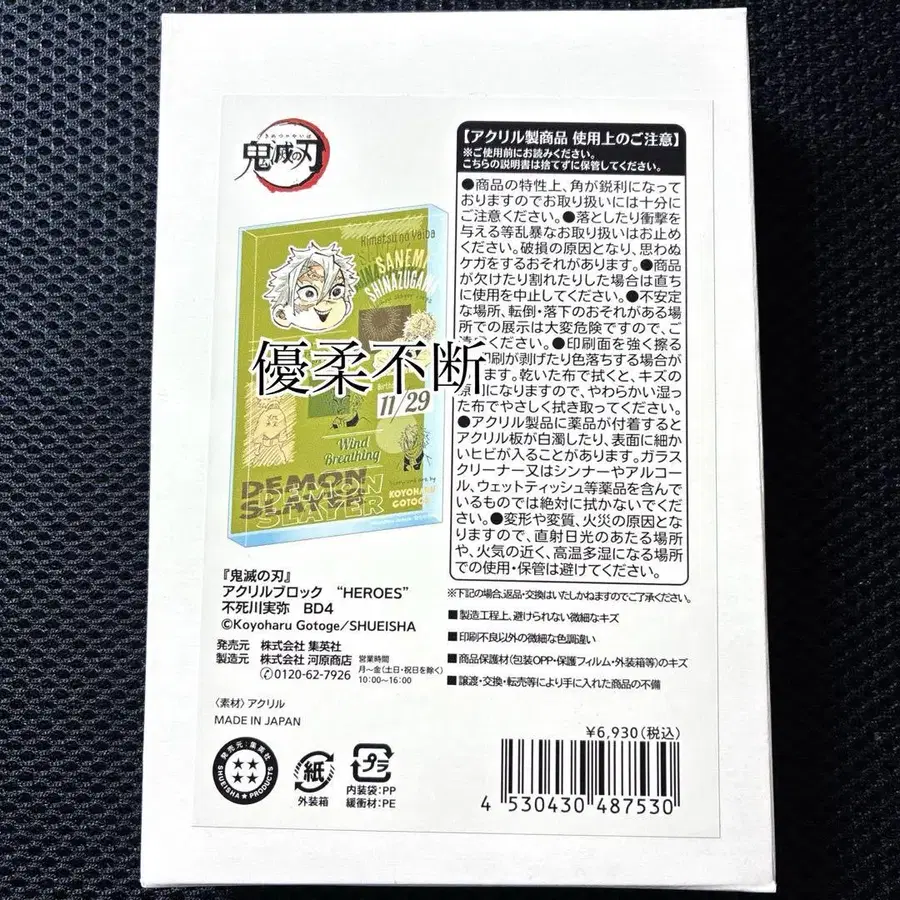 きめつのやいば
鬼滅の刃
Kimetsu no Yaiba
SANEMI
SHINAZUGAWA
優柔不断
11/29
Wind
Breathing
DEMON
SLAYER
DEMON
SLAYER
KOYOHARU
GOTOGE
『鬼滅の刃』
アクリルブロック “HEROES”
不死川実弥 BD4
©Koyoharu Gotoge/SHUEISHA
発売元 株式会社 集英社
製造元 株式会社 河原商店
0120-62-7926
営業時間
月〜金(土日・祝日を除く)
10:00〜16:00
〈素材〉アクリル
MADE IN JAPAN
発売元:集英社
SHUEISHA PRODUCTS
紙
外装箱
プラ
内装袋:PP
緩衝材:PE
【アクリル製商品 使用上のご注意】
※ご使用前にお読みください。
こちらの説明書は捨てずに保管してください。
●商品の特性上、角が鋭利になって
おりますのでお取り扱いには十分に
ご注意ください。●落としたり衝撃を
与える等乱暴なお取り扱いはお止め
ください。破損の原因となり、思わぬ
ケガをするおそれがあります。●商品
が欠けたり割れたりした場合は直ち
に使用を中止してください。●不安定
な場所、転倒・落下のおそれがある場
所での展示は大変危険ですので、ご
ください。●印刷面を強く擦る
印刷が剥げたり色落ちする場合が
ます。乾いた布で拭くと、キズの
原因になりますので、やわらかい湿っ
た布でやさしく拭き取ってください。
●アクリル製品に薬品が付着すると
アクリル板が白濁したり、表面に細か
いヒビが入ることがあります。ガラス
クリーナー又はシンナーやアルコー
ル、ウェットティッシュ等薬品を含んで
いるものでは絶対に拭かないでくだ
さい。●変形や変質、火災の原因とな
りますので、直射日光のあたる場所
や、火気の近く、高温多湿になる場所
での使用・保管は避けてください。
※下記の場合、返品・交換はいたしかねますのでご了承ください。
■製造工程上、避けられない微細なキズ
■印刷不良以外の微細な色調違い
■商品保護材(包装OPP・保護フィルム・外装箱等)のキズ
■譲渡・交換・転売等により手に入れた商品の不備
¥6,930(税込)
4 530430 487530